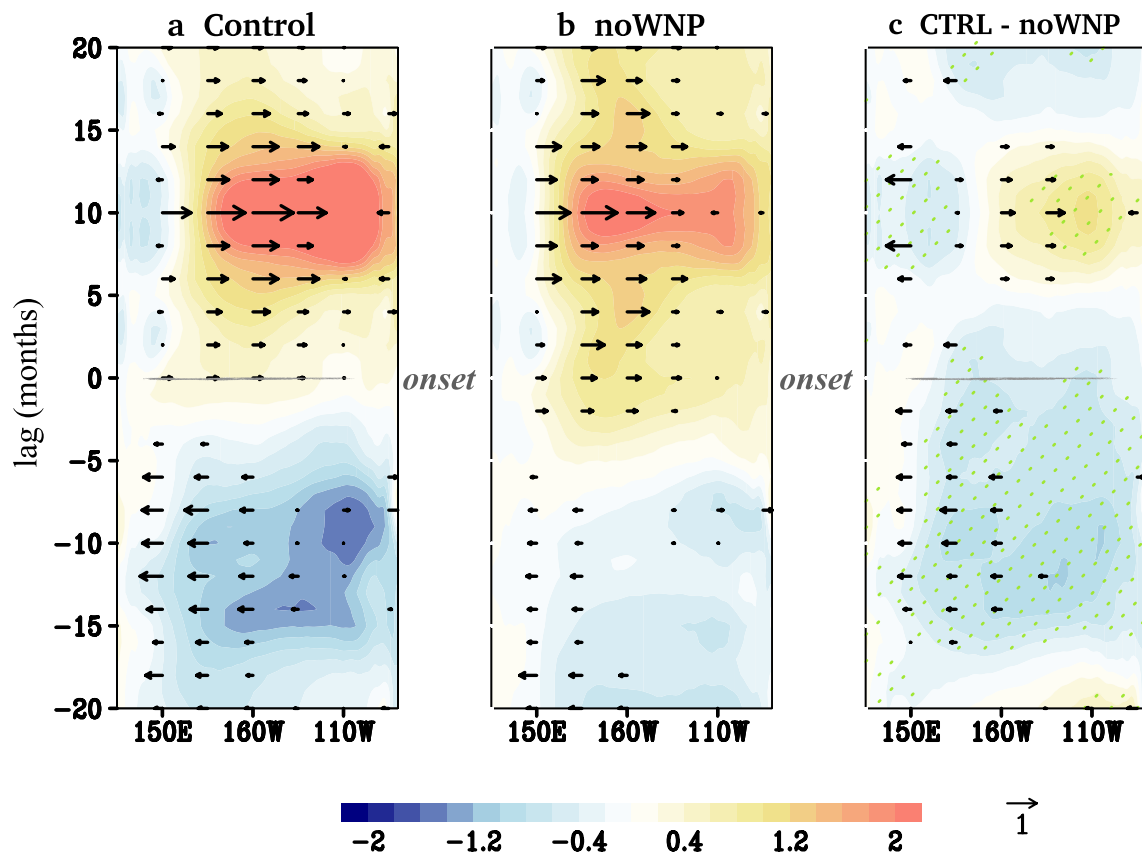 a Control
b noWNP
c CTRL - noWNP
20
15
10
5
0
−5
−10
−15
−20
lag (months)
onset
onset
150E 160W 110W
150E 160W 110W
150E 160W 110W
−2 −1.2 −0.4 0.4 1.2 2
1